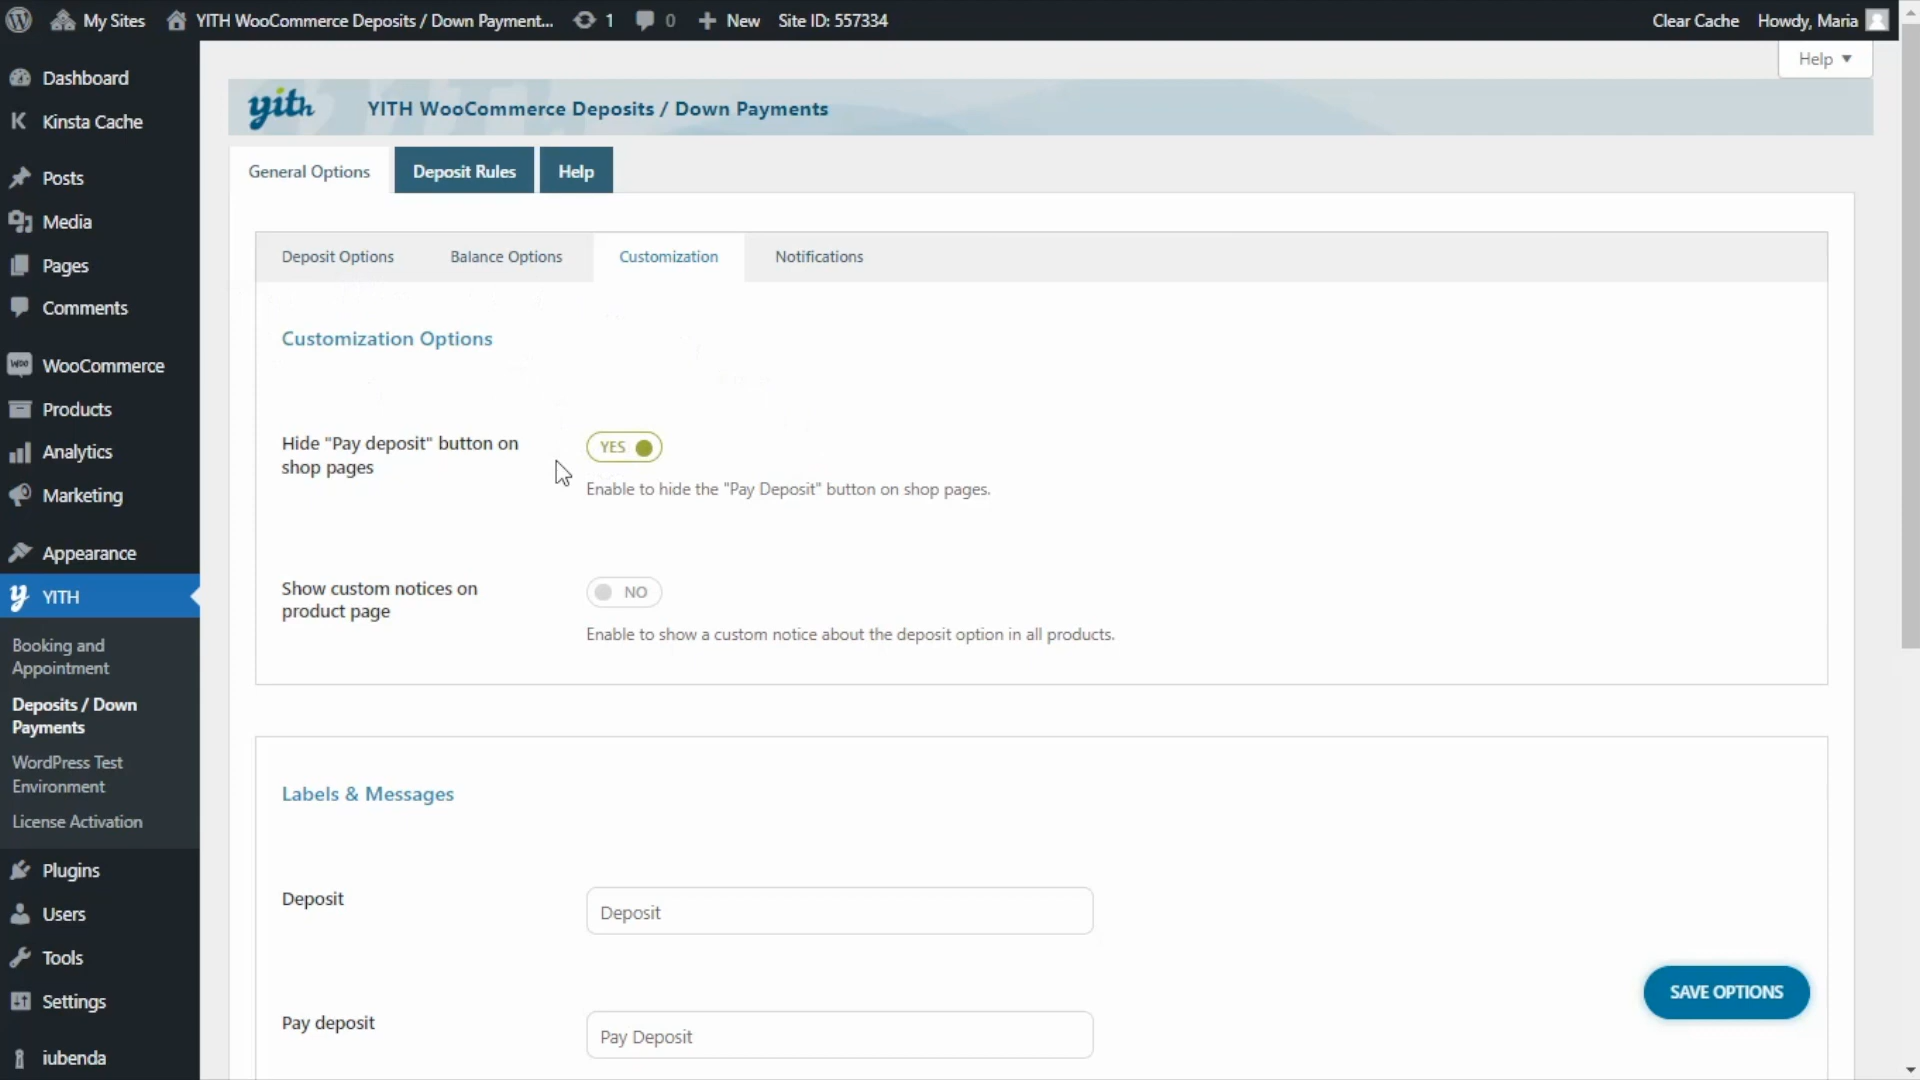 My Sites
YITH WooCommerce Deposits / Down Payment...
1
0
New
Site ID: 557334
Clear Cache
Howdy, Maria
Dashboard
Kinsta Cache
Posts
Media
Pages
Comments
WooCommerce
Products
Analytics
Marketing
Appearance
YITH
Booking and
Appointment
Deposits / Down
Payments
WordPress Test
Environment
License Activation
Plugins
Users
Tools
Settings
iubenda
Help
yith
YITH WooCommerce Deposits / Down Payments
General Options
Deposit Rules
Help
Deposit Options
Balance Options
Customization
Notifications
Customization Options
Hide "Pay deposit" button on
shop pages
YES
Enable to hide the "Pay Deposit" button on shop pages.
Show custom notices on
product page
NO
Enable to show a custom notice about the deposit option in all products.
Labels & Messages
Deposit
Deposit
Pay deposit
Pay Deposit
SAVE OPTIONS